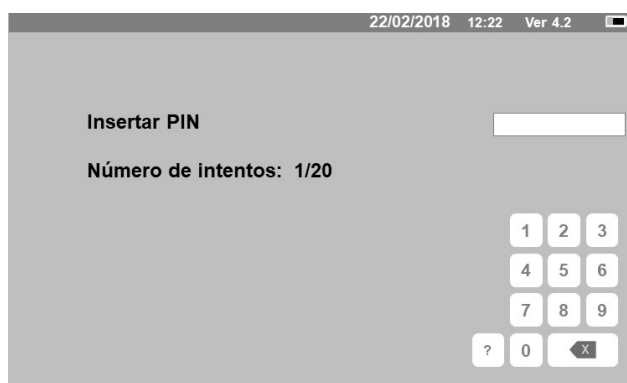 22/02/2018 12:22 Ver 4.2
Insertar PIN
Número de intentos: 1/20
1 2 3
4 5 6
7 8 9
? 0 X